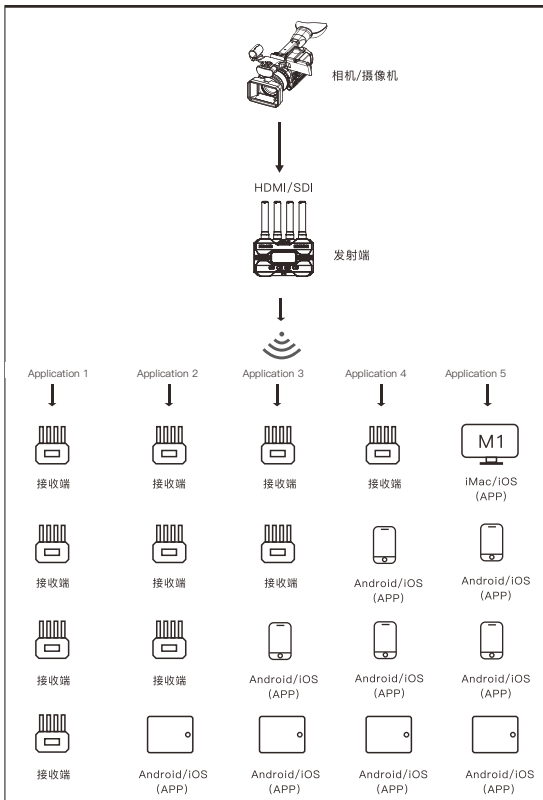 相机/摄像机
HDMI/SDI
发射端
Application 1
Application 2
Application 3
Application 4
Application 5
M1
接收端
接收端
接收端
接收端
iMac/iOS
(APP)
接收端
接收端
接收端
Android/iOS
(APP)
Android/iOS
(APP)
接收端
接收端
Android/iOS
(APP)
Android/iOS
(APP)
Android/iOS
(APP)
接收端
Android/iOS
(APP)
Android/iOS
(APP)
Android/iOS
(APP)
Android/iOS
(APP)